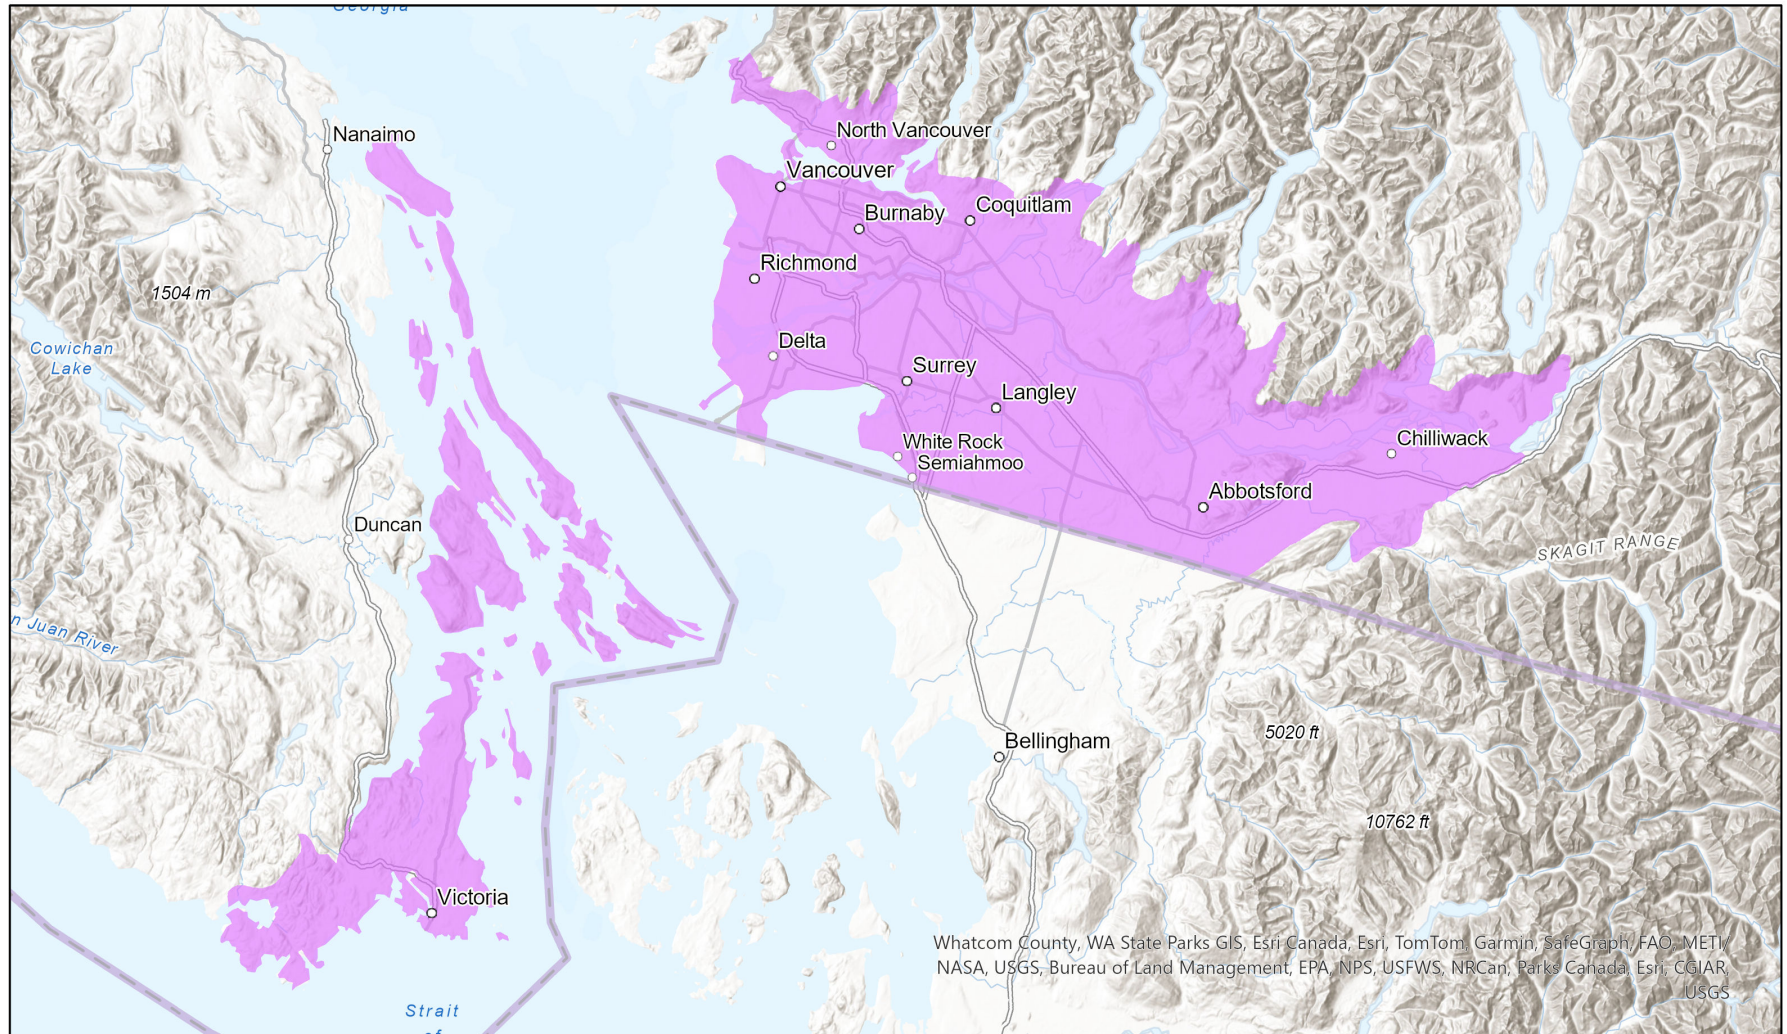 Georgia
Nanaimo
North Vancouver
Vancouver
Coquitlam
Burnaby
Richmond
1504 m
Delta
Cowichan
Lake
Surrey
Langley
Chilliwack
White Rock
Semiahmoo
Abbotsford
Duncan
SKAGIT RANGE
n Juan River
5020 ft
Bellingham
10762 ft
Victoria
Whatcom County, WA State Parks GIS, Esri Canada, Esri, TomTom, Garmin, SafeGraph, FAO, METI/
NASA, USGS, Bureau of Land Management, EPA, NPS, USFWS, NRCan, Parks Canada, Esri, CGIAR,
USGS
Strait
of